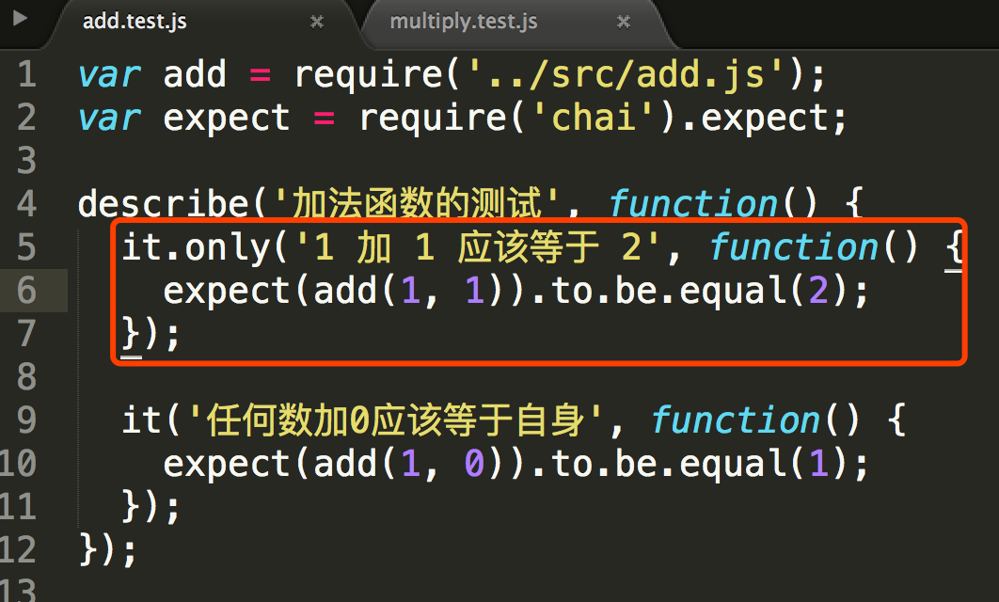 add.test.js × multiply.test.js ×
1 var add = require('../src/add.js');
2 var expect = require('chai').expect;
3
4 describe('加法函数的测试', function() {
5 it.only('1 加 1 应该等于 2', function() {
6 expect(add(1, 1)).to.be.equal(2);
7 });
8
9 it('任何数加0应该等于自身', function() {
10 expect(add(1, 0)).to.be.equal(1);
11 });
12 });
13